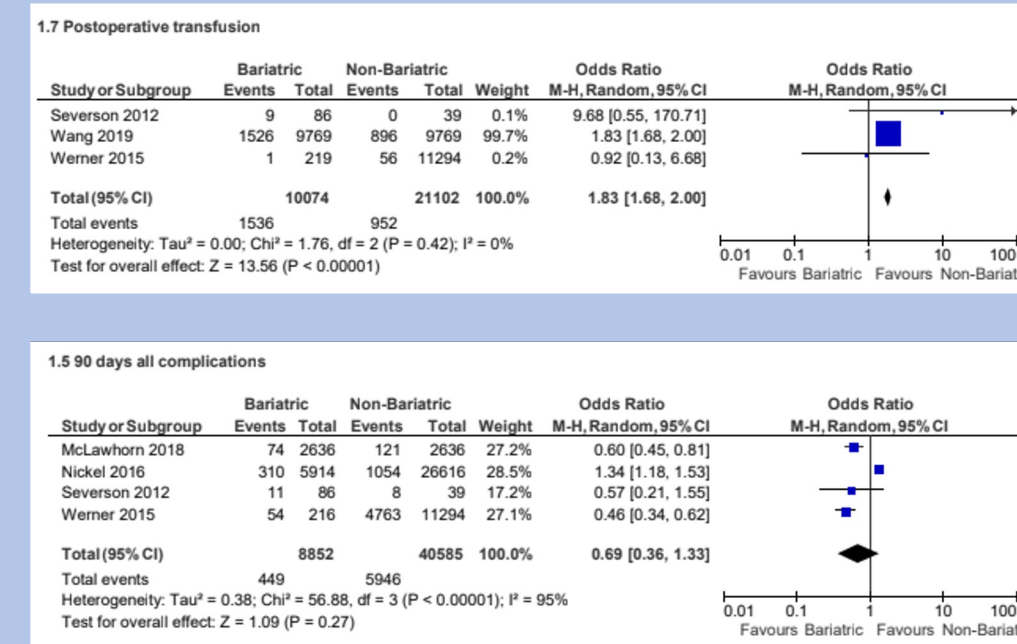 1.7 Postoperative transfusion
Bariatric Non-Bariatric Odds Ratio Odds Ratio
Study or Subgroup Events Total Events Total Weight M-H, Random, 95% CI M-H, Random, 95% CI
Severson 2012 9 86 0 39 0.1% 9.68 [0.55, 170.71]
Wang 2019 1526 9769 896 9769 99.7% 1.83 [1.68, 2.00]
Werner 2015 1 219 56 11294 0.2% 0.92 [0.13, 6.68]
Total (95% CI) 10074 21102 100.0% 1.83 [1.68, 2.00]
Total events 1536 952
Heterogeneity: Tau² = 0.00; Chi² = 1.76, df = 2 (P = 0.42); I² = 0%
Test for overall effect: Z = 13.56 (P < 0.00001)
0.01 0.1 1 10 100
Favours Bariatric Favours Non-Bariat
1.5 90 days all complications
Bariatric Non-Bariatric Odds Ratio Odds Ratio
Study or Subgroup Events Total Events Total Weight M-H, Random, 95% CI M-H, Random, 95% CI
McLawhorn 2018 74 2636 121 2636 27.2% 0.60 [0.45, 0.81]
Nickel 2016 310 5914 1054 26616 28.5% 1.34 [1.18, 1.53]
Severson 2012 11 86 8 39 17.2% 0.57 [0.21, 1.55]
Werner 2015 54 216 4763 11294 27.1% 0.46 [0.34, 0.62]
Total (95% CI) 8852 40585 100.0% 0.69 [0.36, 1.33]
Total events 449 5946
Heterogeneity: Tau² = 0.38; Chi² = 56.88, df = 3 (P < 0.00001); I² = 95%
Test for overall effect: Z = 1.09 (P = 0.27)
0.01 0.1 1 10 100
Favours Bariatric Favours Non-Bariat